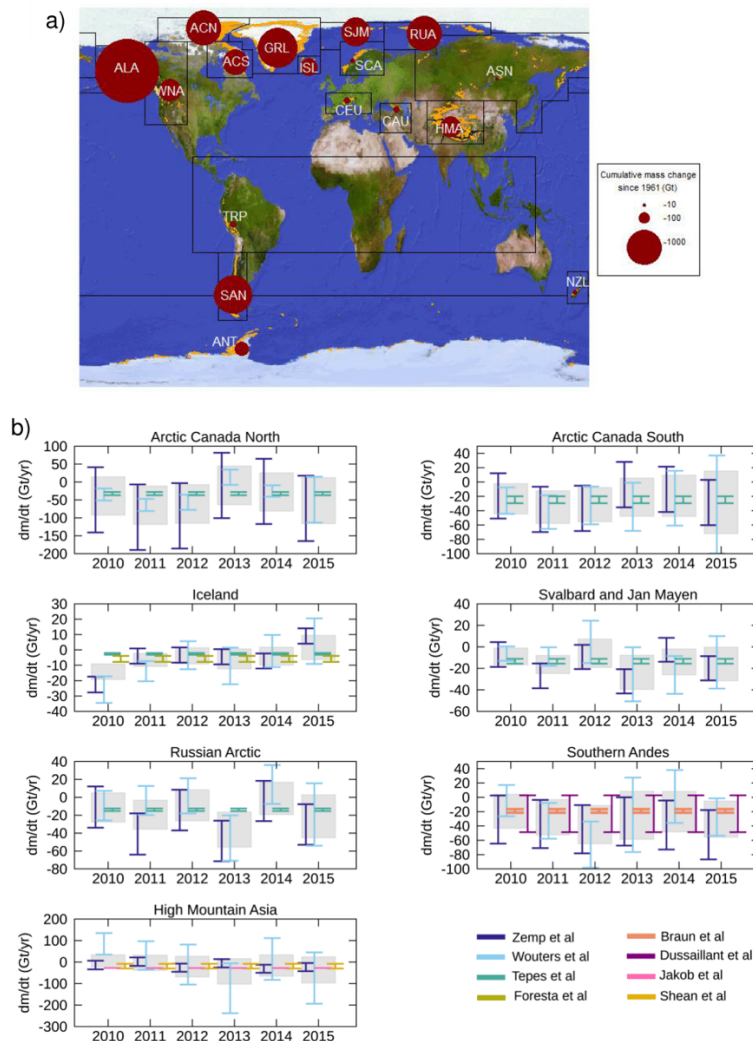 a)
ACN
SJM
RUA
GRL
ACS
ISL
SCA
ALA
WNA
ASN
CEU
CAU
HMA
TRP
SAN
NZL
ANT
Cumulative mass change
since 1961 (Gt)
-10
-100
-1000
b)
Arctic Canada North
dm/dt (Gt/yr)
100
50
0
-50
-100
-150
-200
2010 2011 2012 2013 2014 2015
Arctic Canada South
dm/dt (Gt/yr)
40
20
0
-20
-40
-60
-80
-100
2010 2011 2012 2013 2014 2015
Iceland
dm/dt (Gt/yr)
30
20
10
0
-10
-20
-30
-40
2010 2011 2012 2013 2014 2015
Svalbard and Jan Mayen
dm/dt (Gt/yr)
40
20
0
-20
-40
-60
2010 2011 2012 2013 2014 2015
Russian Arctic
dm/dt (Gt/yr)
40
20
0
-20
-40
-60
-80
2010 2011 2012 2013 2014 2015
Southern Andes
dm/dt (Gt/yr)
40
20
0
-20
-40
-60
-80
-100
2010 2011 2012 2013 2014 2015
High Mountain Asia
dm/dt (Gt/yr)
200
100
0
-100
-200
-300
2010 2011 2012 2013 2014 2015
Zemp et al
Wouters et al
Tepes et al
Foresta et al
Braun et al
Dussaillant et al
Jakob et al
Shean et al